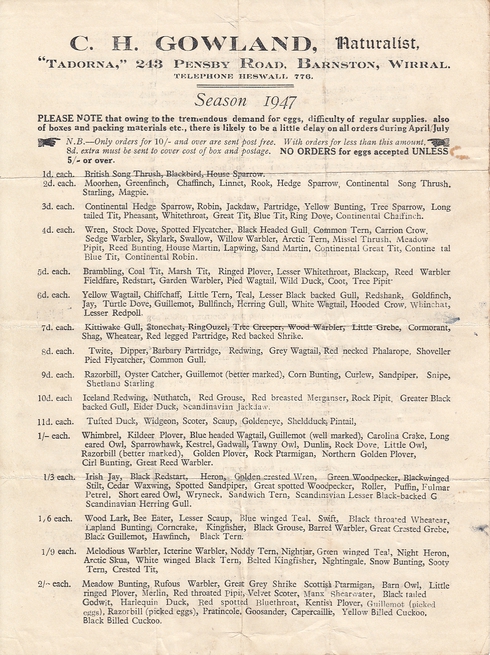 C. H. GOWLAND, Naturalist,
"TADORNA," 243 PENSBY ROAD, BARNSTON, WIRRAL.
TELEPHONE HESWALL 776.
Season 1947
PLEASE NOTE that owing to the tremendous demand for eggs, difficulty of regular supplies, also
of boxes and packing materials etc., there is likely to be a little delay on all orders during April/July
N.B.—Only orders for 10/- and over are sent post free. With orders for less than this amount,
8d. extra must be sent to cover cost of box and postage. NO ORDERS for eggs accepted UNLESS
5/- or over.
1d. each. British Song Thrush, Blackbird, House Sparrow.
2d. each. Moorhen, Greenfinch, Chaffinch, Linnet, Rook, Hedge Sparrow, Continental Song Thrush,
Starling, Magpie.
3d. each. Continental Hedge Sparrow, Robin, Jackdaw, Partridge, Yellow Bunting, Tree Sparrow, Long
tailed Tit, Pheasant, Whitethroat, Great Tit, Blue Tit, Ring Dove, Continental Chaffinch.
4d. each. Wren, Stock Dove, Spotted Flycatcher, Black Headed Gull, Common Tern, Carrion Crow,
Sedge Warbler, Skylark, Swallow, Willow Warbler, Arctic Tern, Missel Thrush, Meadow
Pipit, Reed Bunting, House Martin, Lapwing, Sand Martin, Continental Great Tit, Contine tal
Blue Tit, Continental Robin.
5d. each. Brambling, Coal Tit, Marsh Tit, Ringed Plover, Lesser Whitethroat, Blackcap, Reed Warbler
Fieldfare, Redstart, Garden Warbler, Pied Wagtail, Wild Duck, Coot, Tree Pipit
6d. each. Yellow Wagtail, Chiffchaff, Little Tern, Teal, Lesser Black backed Gull, Redshank, Goldfinch,
Jay, Turtle Dove, Guillemot, Bullfinch, Herring Gull, White Wagtail, Hooded Crow, Whinchat,
Lesser Redpoll.
7d. each. Kittiwake Gull, Stonechat, RingOuzel, Tree Creeper, Wood Warbler, Little Grebe, Cormorant,
Shag, Wheatear, Red legged Partridge, Red backed Shrike.
8d. each. Twite, Dipper, Barbary Partridge, Redwing, Grey Wagtail, Red necked Phalarope, Shoveller
Pied Flycatcher, Common Gull.
9d. each. Razorbill, Oyster Catcher, Guillemot (better marked), Corn Bunting, Curlew, Sandpiper, Snipe,
Shetland Starling
10d. each. Iceland Redwing, Nuthatch, Red Grouse, Red breasted Merganser, Rock Pipit, Greater Black
backed Gull, Eider Duck, Scandinavian Jackdaw.
11d. each. Tufted Duck, Widgeon, Scoter, Scaup, Goldeneye, Sheldduck, Pintail,
1/- each. Whimbrel, Kildeer Plover, Blue headed Wagtail, Guillemot (well marked), Carolina Crake, Long
eared Owl, Sparrowhawk, Kestrel, Gadwall, Tawny Owl, Dunlin, Rock Dove, Little Owl,
Razorbill (better marked), Golden Plover, Rock Ptarmigan, Northern Golden Plover,
Cirl Bunting, Great Reed Warbler.
1/3 each. Irish Jay, Black Redstart, Heron, Golden crested Wren, Green Woodpecker, Blackwinged
Stilt, Cedar Waxwing, Great Spotted Sandpiper, Great spotted Woodpecker, Roller, Puffin, Fulmar
Petrel, Short eared Owl, Wryneck, Sandwich Tern, Scandinavian Lesser Black-backed G
Scandinavian Herring Gull.
1/6 each. Wood Lark, Bee Eater, Lesser Scaup, Blue winged Teal, Swift, Black throated Wheatear,
Lapland Bunting, Corncrake, Kingfisher, Black Grouse, Barred Warbler, Great Crested Grebe,
Black Guillemot, Hawfinch, Black Tern.
1/9 each. Melodious Warbler, Icterine Warbler, Noddy Tern, Nightjar, Green winged Teal, Night Heron,
Arctic Skua, White winged Black Tern, Belted Kingfisher, Nightingale, Snow Bunting, Sooty
Tern, Crested Tit,
2/- each. Meadow Bunting, Rufous Warbler, Great Grey Shrike Scottish Ptarmigan, Barn Owl, Little
ringed Plover, Merlin, Red throated Pipit, Velvet Scoter, Manx Shearwater, Black tailed
Godwit, Harlequin Duck, Red spotted Bluethroat, Kentish Plover, Guillemot (picked
eggs), Razorbill (picked eggs), Pratincole, Goosander, Capercaillie, Yellow Billed Cuckoo,
Black Billed Cuckoo.